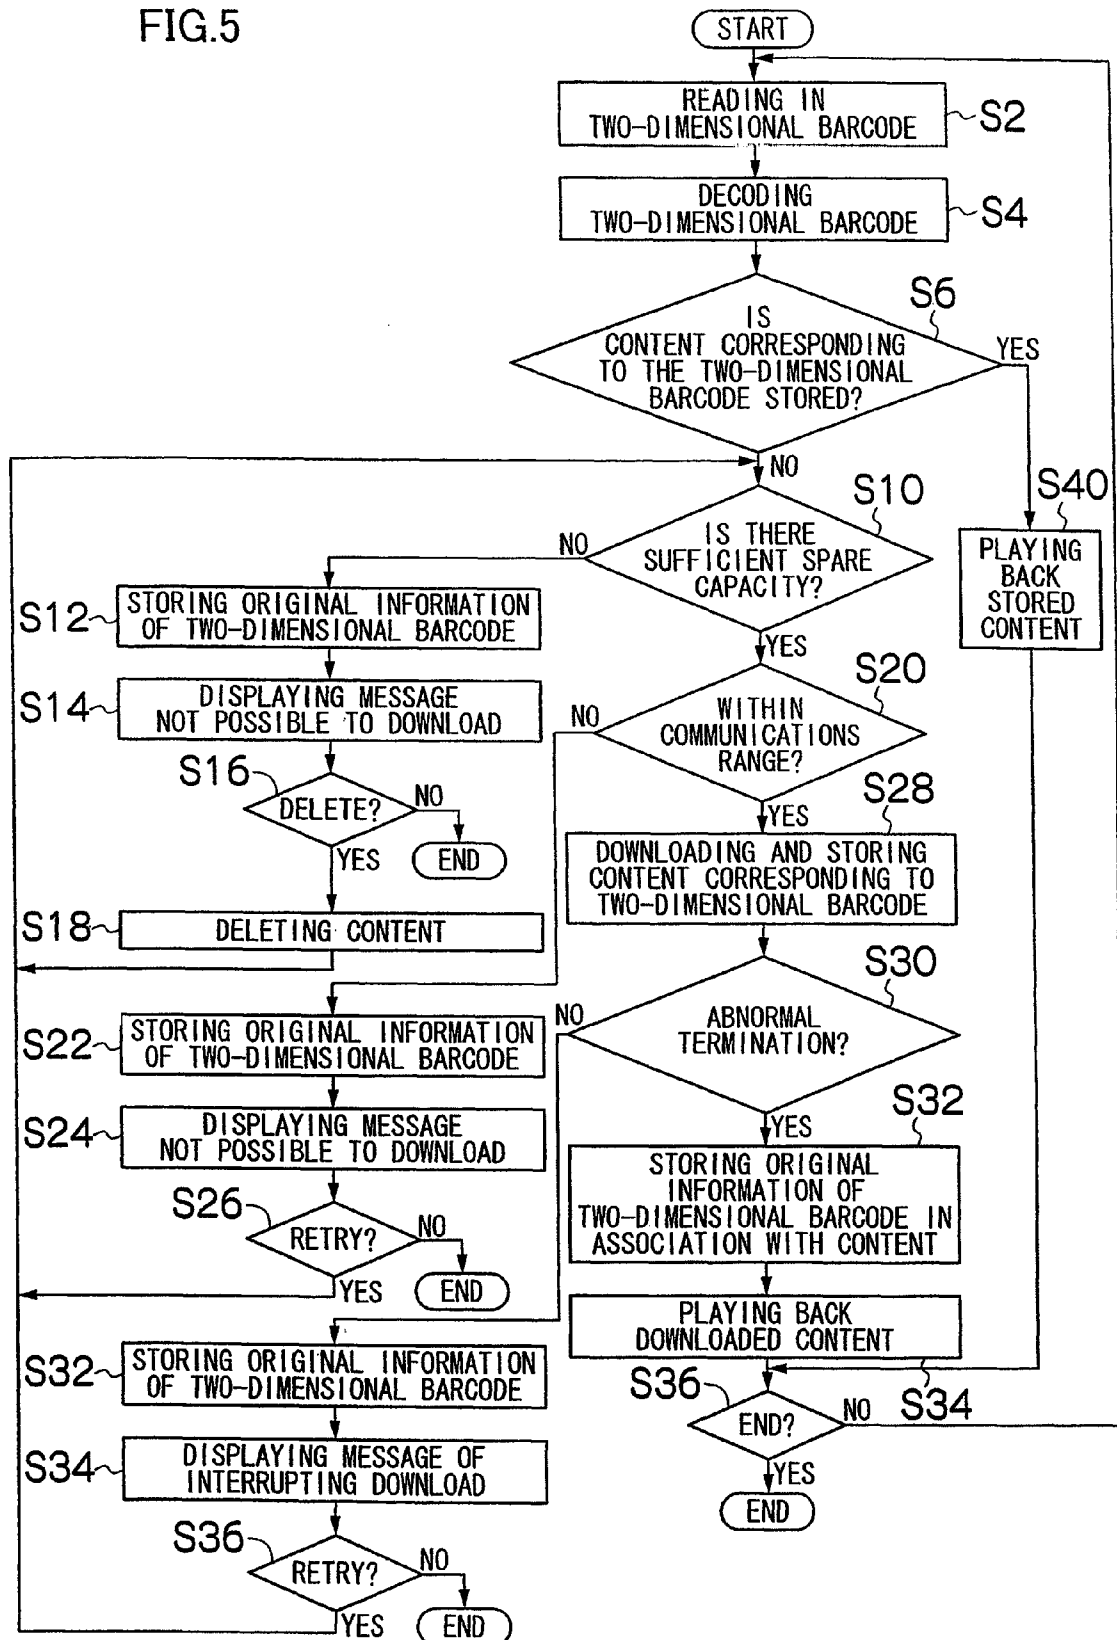 FIG.5
START
READING IN
TWO-DIMENSIONAL BARCODE
S2
DECODING
TWO-DIMENSIONAL BARCODE
S4
S6
IS
CONTENT CORRESPONDING
TO THE TWO-DIMENSIONAL
BARCODE STORED?
YES
NO
S10
IS THERE
SUFFICIENT SPARE
CAPACITY?
NO
YES
S40
PLAYING
BACK
STORED
CONTENT
S12
STORING ORIGINAL INFORMATION
OF TWO-DIMENSIONAL BARCODE
S14
DISPLAYING MESSAGE
NOT POSSIBLE TO DOWNLOAD
S16
DELETE?
NO
END
YES
S18
DELETING CONTENT
S20
WITHIN
COMMUNICATIONS
RANGE?
NO
YES
S28
DOWNLOADING AND STORING
CONTENT CORRESPONDING TO
TWO-DIMENSIONAL BARCODE
S30
ABNORMAL
TERMINATION?
NO
YES
S22
STORING ORIGINAL INFORMATION
OF TWO-DIMENSIONAL BARCODE
S24
DISPLAYING MESSAGE
NOT POSSIBLE TO DOWNLOAD
S26
RETRY?
NO
END
YES
S32
STORING ORIGINAL
INFORMATION OF
TWO-DIMENSIONAL BARCODE IN
ASSOCIATION WITH CONTENT
PLAYING BACK
DOWNLOADED CONTENT
S34
S36
END?
NO
YES
END
S32
STORING ORIGINAL INFORMATION
OF TWO-DIMENSIONAL BARCODE
S34
DISPLAYING MESSAGE OF
INTERRUPTING DOWNLOAD
S36
RETRY?
NO
END
YES